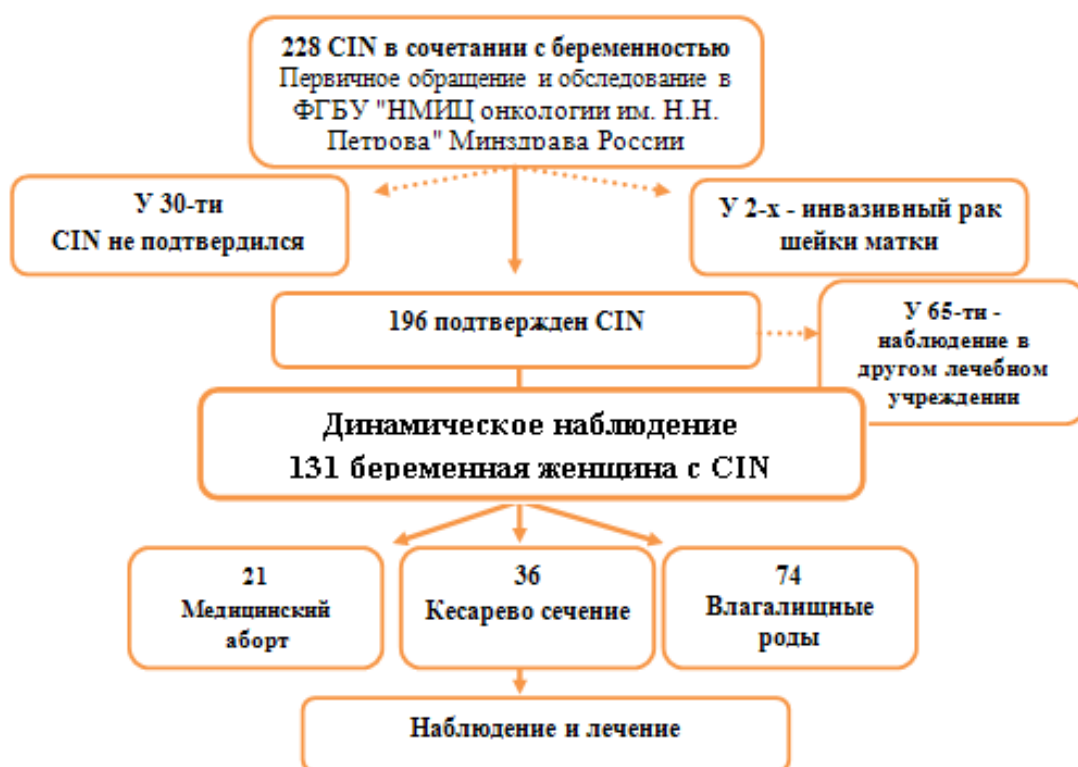 228 CIN в сочетании с беременностью
Первичное обращение и обследование в
ФГБУ "НМИЦ онкологии им. Н.Н.
Петрова" Минздрава России
У 30-ти
CIN не подтвердился
У 2-х - инвазивный рак
шейки матки
196 подтвержден CIN
У 65-ти -
наблюдение в
другом лечебном
учреждении
Динамическое наблюдение
131 беременная женщина с CIN
21
Медицинский
аборт
36
Кесарево сечение
74
Влагалищные
роды
Наблюдение и лечение